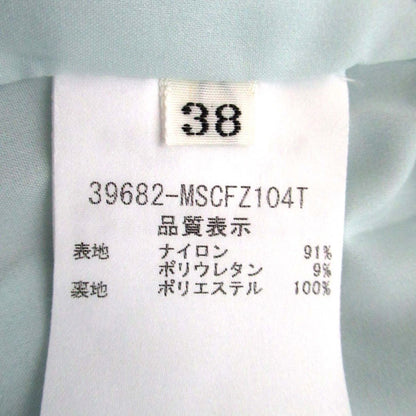 38
39682-MSCFZ104T
品質表示
表地 ナイロン 91%
ポリウレタン 9%
裏地 ポリエステル 100%